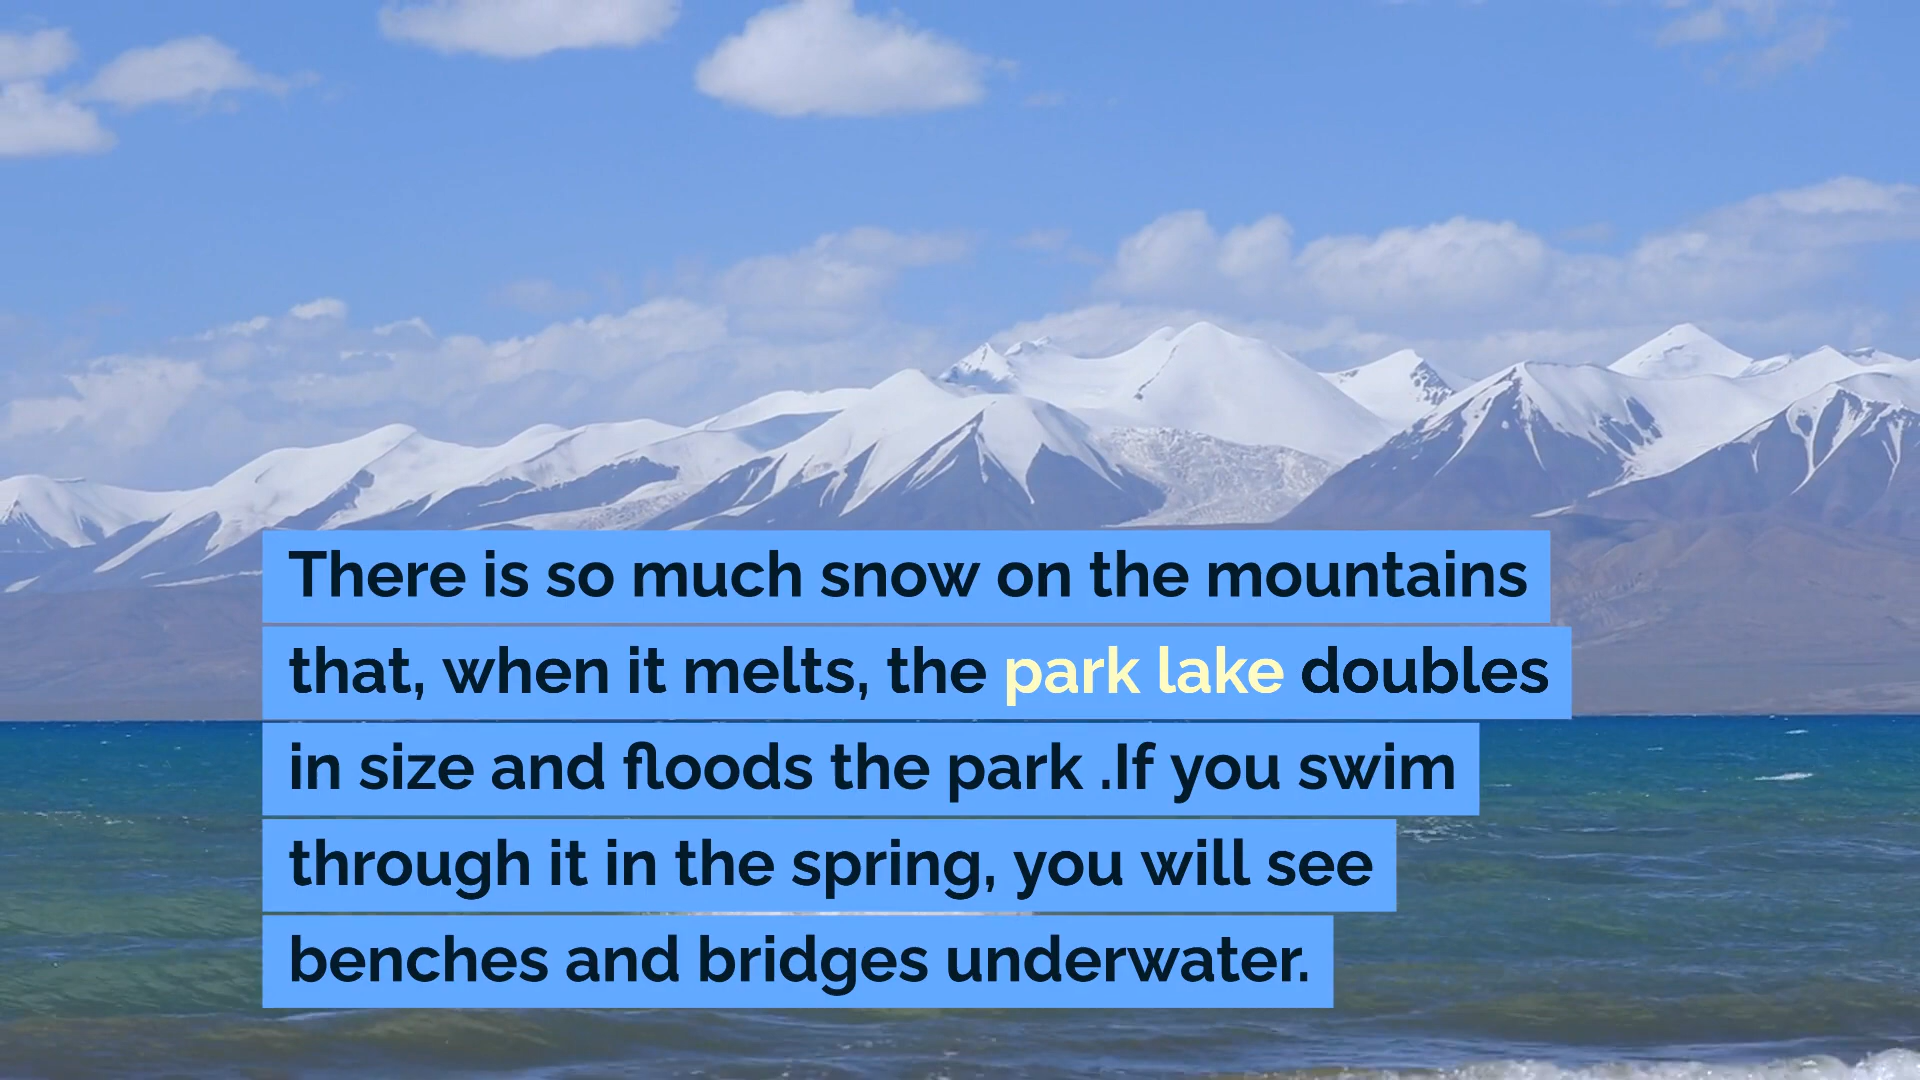 There is so much snow on the mountains
that, when it melts, the park lake doubles
in size and floods the park .If you swim
through it in the spring, you will see
benches and bridges underwater.